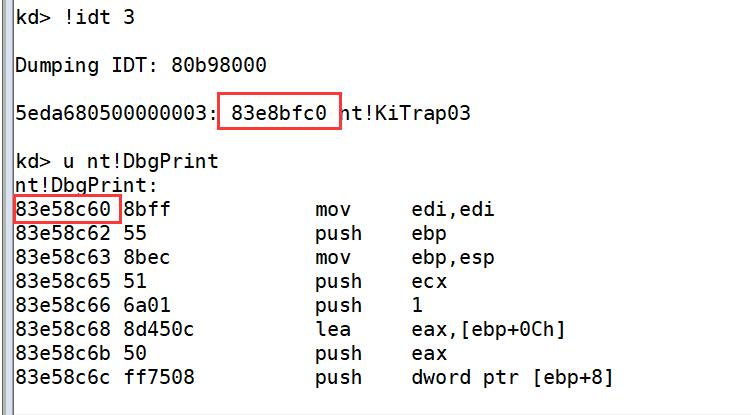 kd> !idt 3
Dumping IDT: 80b98000
5eda680500000003: 83e8bfc0 nt!KiTrap03
kd> u nt!DbgPrint
nt!DbgPrint:
83e58c60 8bff mov edi,edi
83e58c62 55 push ebp
83e58c63 8bec mov ebp,esp
83e58c65 51 push ecx
83e58c66 6a01 push 1
83e58c68 8d450c lea eax,[ebp+0Ch]
83e58c6b 50 push eax
83e58c6c ff7508 push dword ptr [ebp+8]